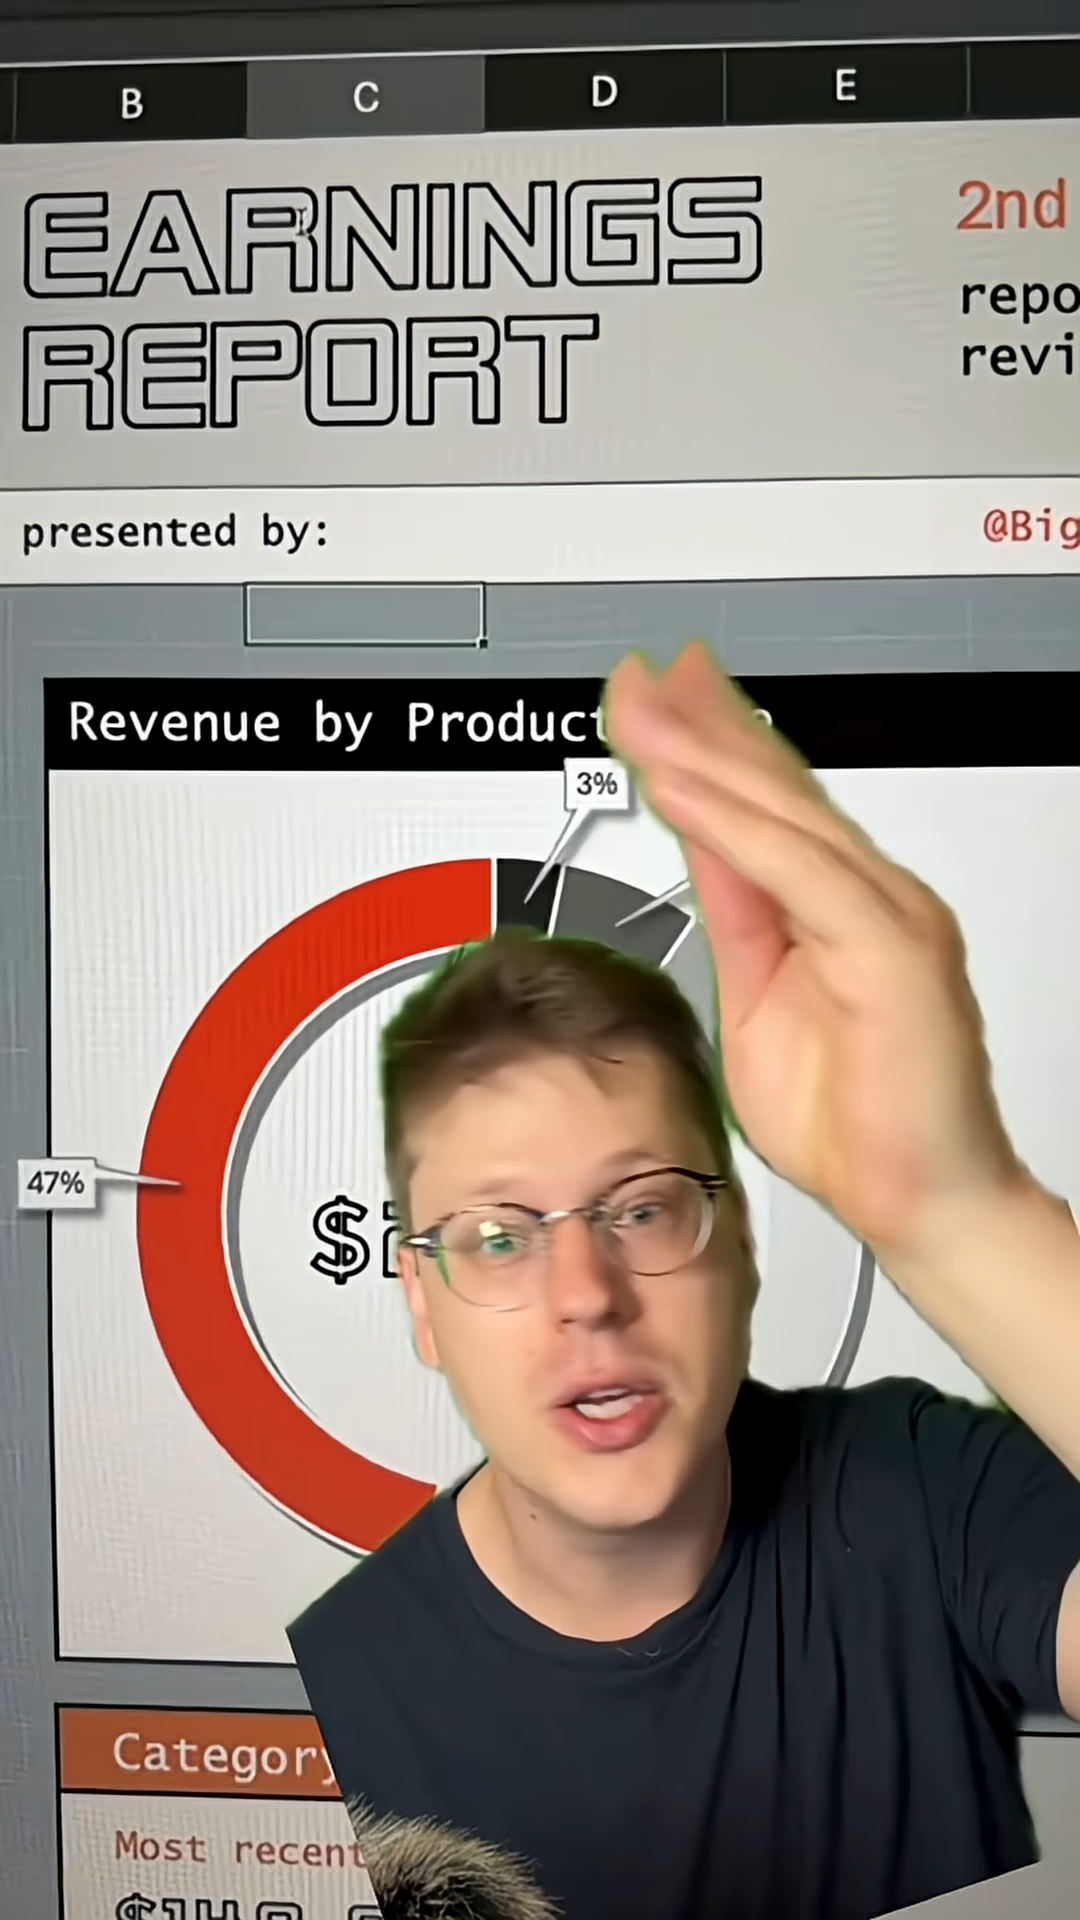 B C D E
EARNINGS
REPORT
2nd
repo
revi
presented by:
@Big
Revenue by Product
3%
47%
$
Category
Most recent